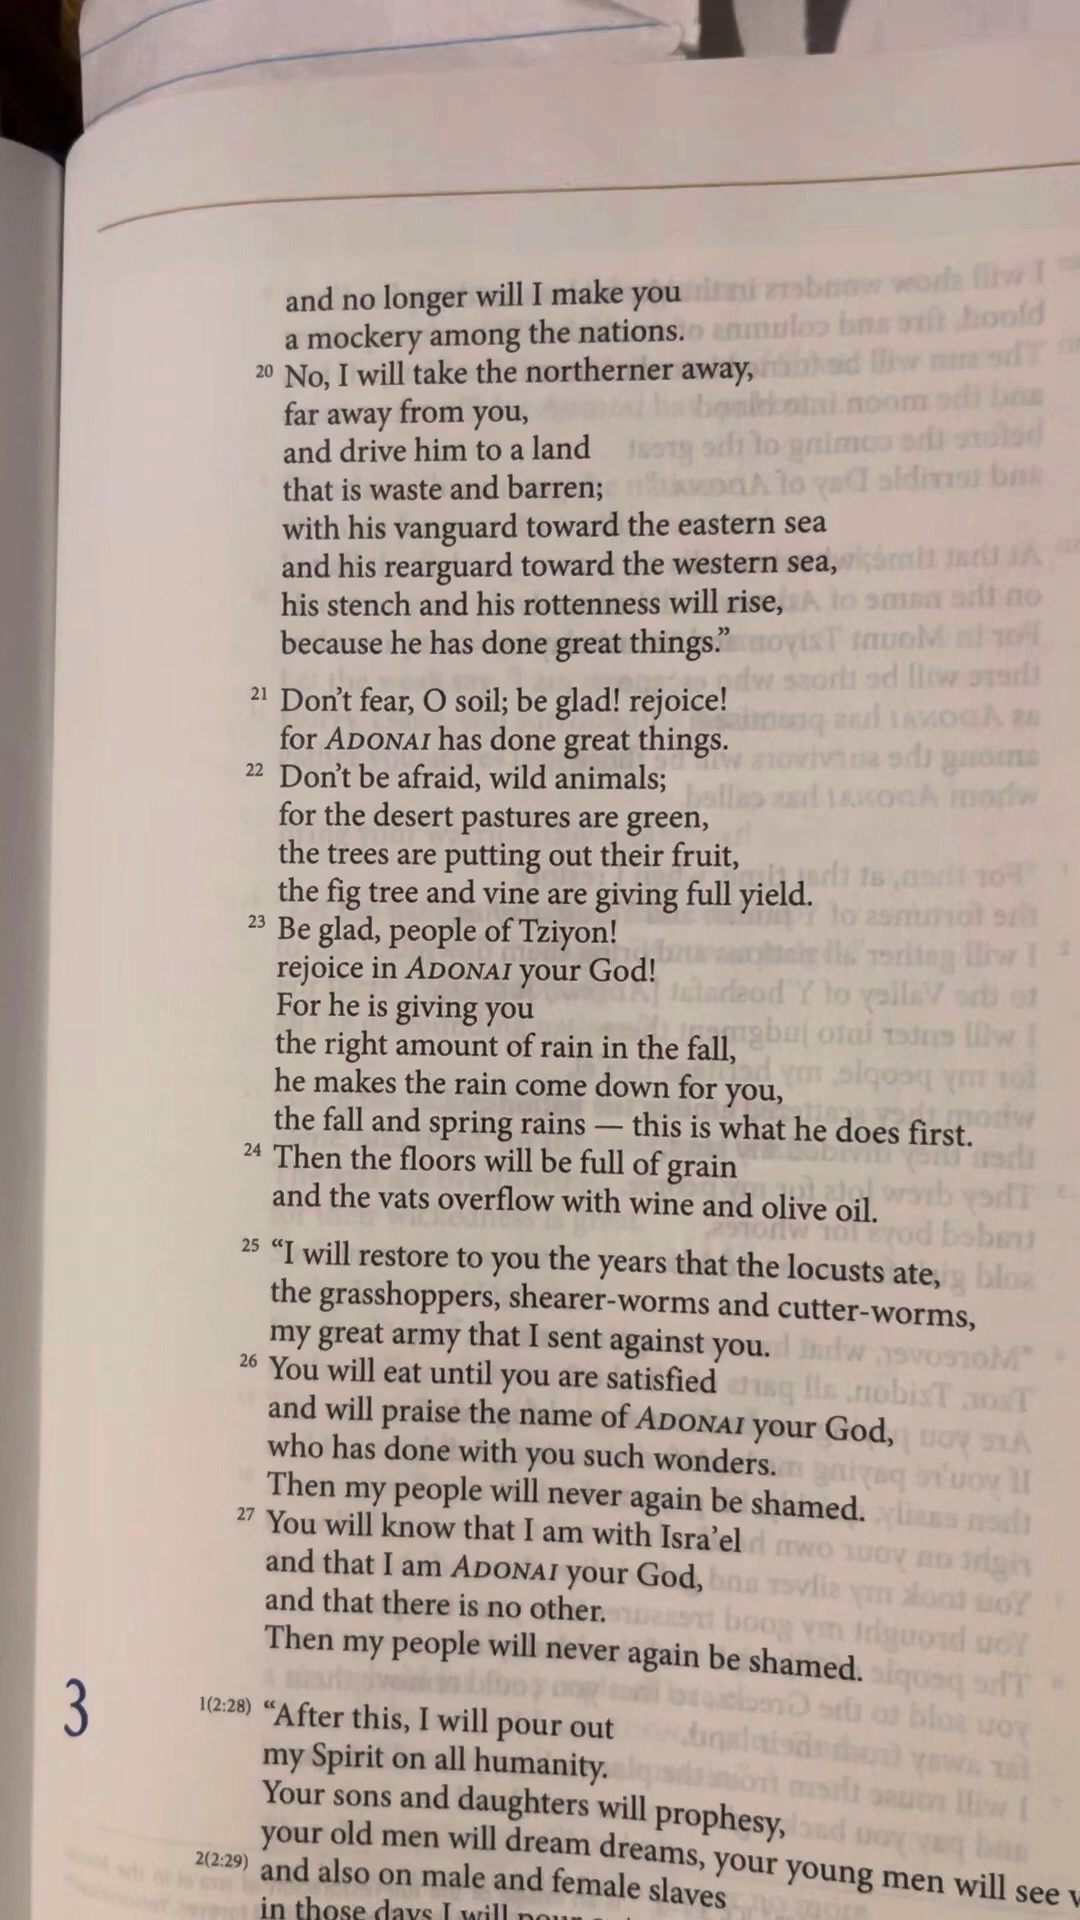 and no longer will I make you
a mockery among the nations.
20 No, I will take the northerner away,
far away from you,
and drive him to a land
that is waste and barren;
with his vanguard toward the eastern sea
and his rearguard toward the western sea,
his stench and his rottenness will rise,
because he has done great things.”
21 Don’t fear, O soil; be glad! rejoice!
for ADONAI has done great things.
22 Don’t be afraid, wild animals;
for the desert pastures are green,
the trees are putting out their fruit,
the fig tree and vine are giving full yield.
23 Be glad, people of Tziyon!
rejoice in ADONAI your God!
For he is giving you
the right amount of rain in the fall,
he makes the rain come down for you,
the fall and spring rains — this is what he does first.
24 Then the floors will be full of grain
and the vats overflow with wine and olive oil.
25 “I will restore to you the years that the locusts ate,
the grasshoppers, shearer-worms and cutter-worms,
my great army that I sent against you.
26 You will eat until you are satisfied
and will praise the name of ADONAI your God,
who has done with you such wonders.
Then my people will never again be shamed.
27 You will know that I am with Isra’el
and that I am ADONAI your God,
and that there is no other.
Then my people will never again be shamed.
3
1(2:28) “After this, I will pour out
my Spirit on all humanity.
Your sons and daughters will prophesy,
your old men will dream dreams, your young men will see
2(2:29) and also on male and female slaves
in those days I will